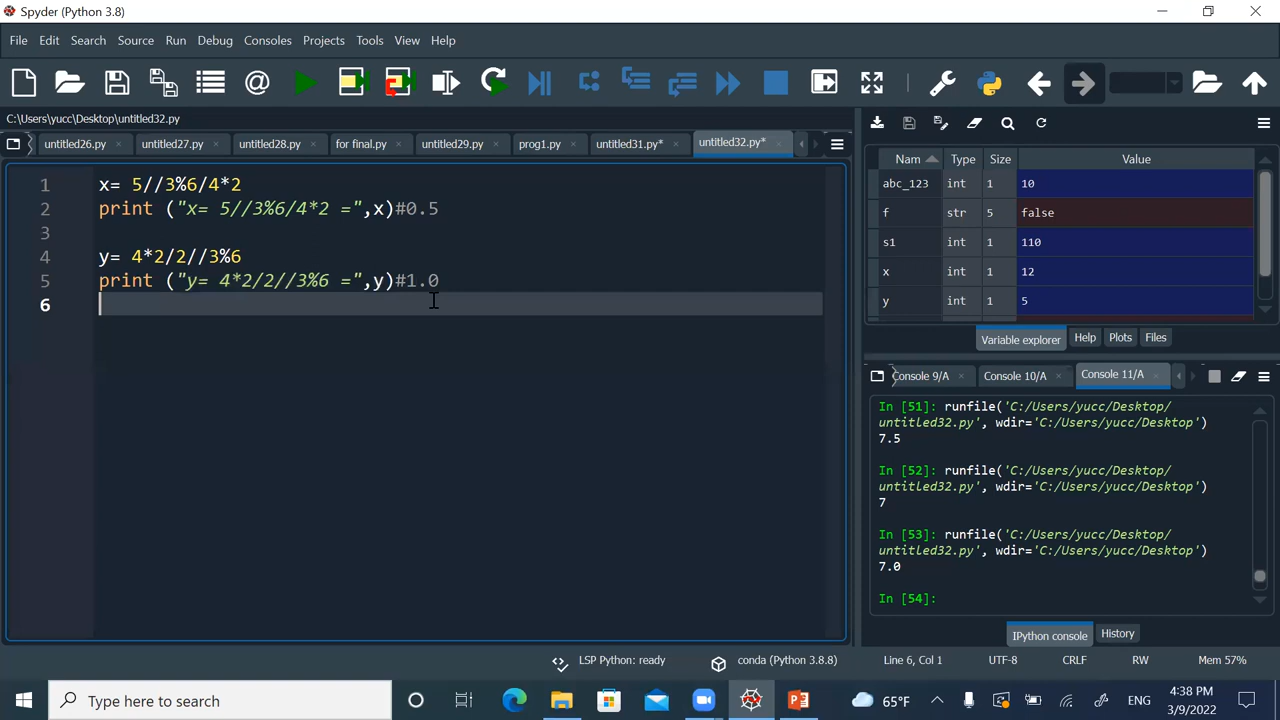 Spyder (Python 3.8)
File Edit Search Source Run Debug Consoles Projects Tools View Help
C:\Users\yucc\Desktop\untitled32.py
untitled26.py untitled27.py untitled28.py for final.py untitled29.py prog1.py untitled31.py* untitled32.py*
1 x= 5//3%6/4*2
2 print ("x= 5//3%6/4*2 =",x)#0.5
3
4 y= 4*2/2//3%6
5 print ("y= 4*2/2//3%6 =",y)#1.0
6
Nam Type Size Value
abc_123 int 1 10
f str 5 false
s1 int 1 110
x int 1 12
y int 1 5
Variable explorer Help Plots Files
Console 9/A Console 10/A Console 11/A
In [51]: runfile('C:/Users/yucc/Desktop/
untitled32.py', wdir='C:/Users/yucc/Desktop')
7.5
In [52]: runfile('C:/Users/yucc/Desktop/
untitled32.py', wdir='C:/Users/yucc/Desktop')
7
In [53]: runfile('C:/Users/yucc/Desktop/
untitled32.py', wdir='C:/Users/yucc/Desktop')
7.0
In [54]:
IPython console History
LSP Python: ready conda (Python 3.8.8) Line 6, Col 1 UTF-8 CRLF RW Mem 57%
Type here to search 65°F ENG 4:38 PM
3/9/2022